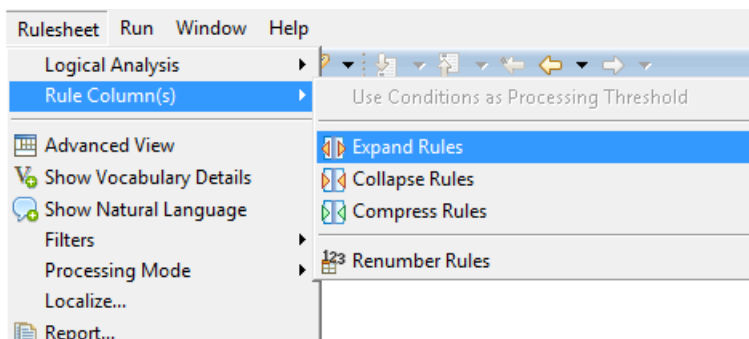 Rulesheet Run Window Help
Logical Analysis
Rule Column(s)
Use Conditions as Processing Threshold
Advanced View
Expand Rules
Show Vocabulary Details
Collapse Rules
Show Natural Language
Compress Rules
Filters
Processing Mode
123 Renumber Rules
Localize...
Report...